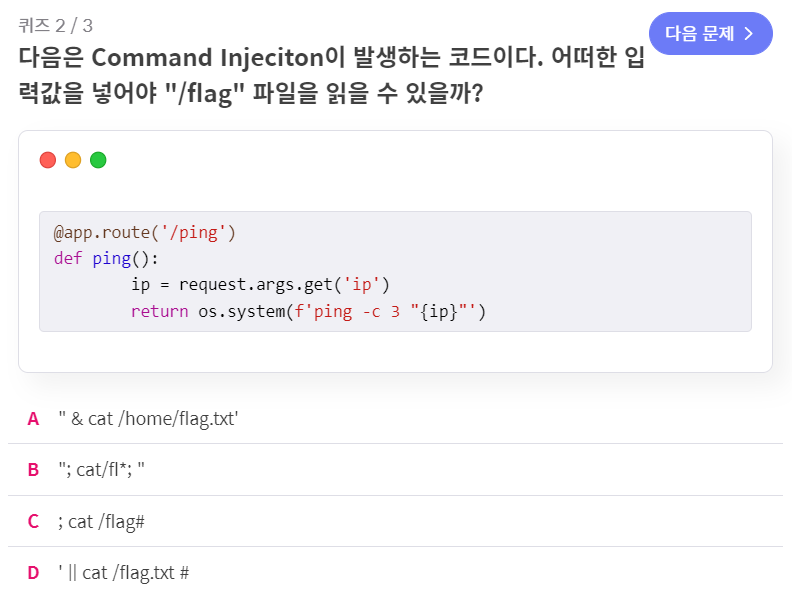 퀴즈 2 / 3
다음 문제 >
다음은 Command Injeciton이 발생하는 코드이다. 어떠한 입
력값을 넣어야 "/flag" 파일을 읽을 수 있을까?
@app.route('/ping')
def ping():
        ip = request.args.get('ip')
        return os.system(f'ping -c 3 "{ip}"')
A " & cat /home/flag.txt'
B "; cat/fl*; "
C ; cat /flag#
D ' || cat /flag.txt #